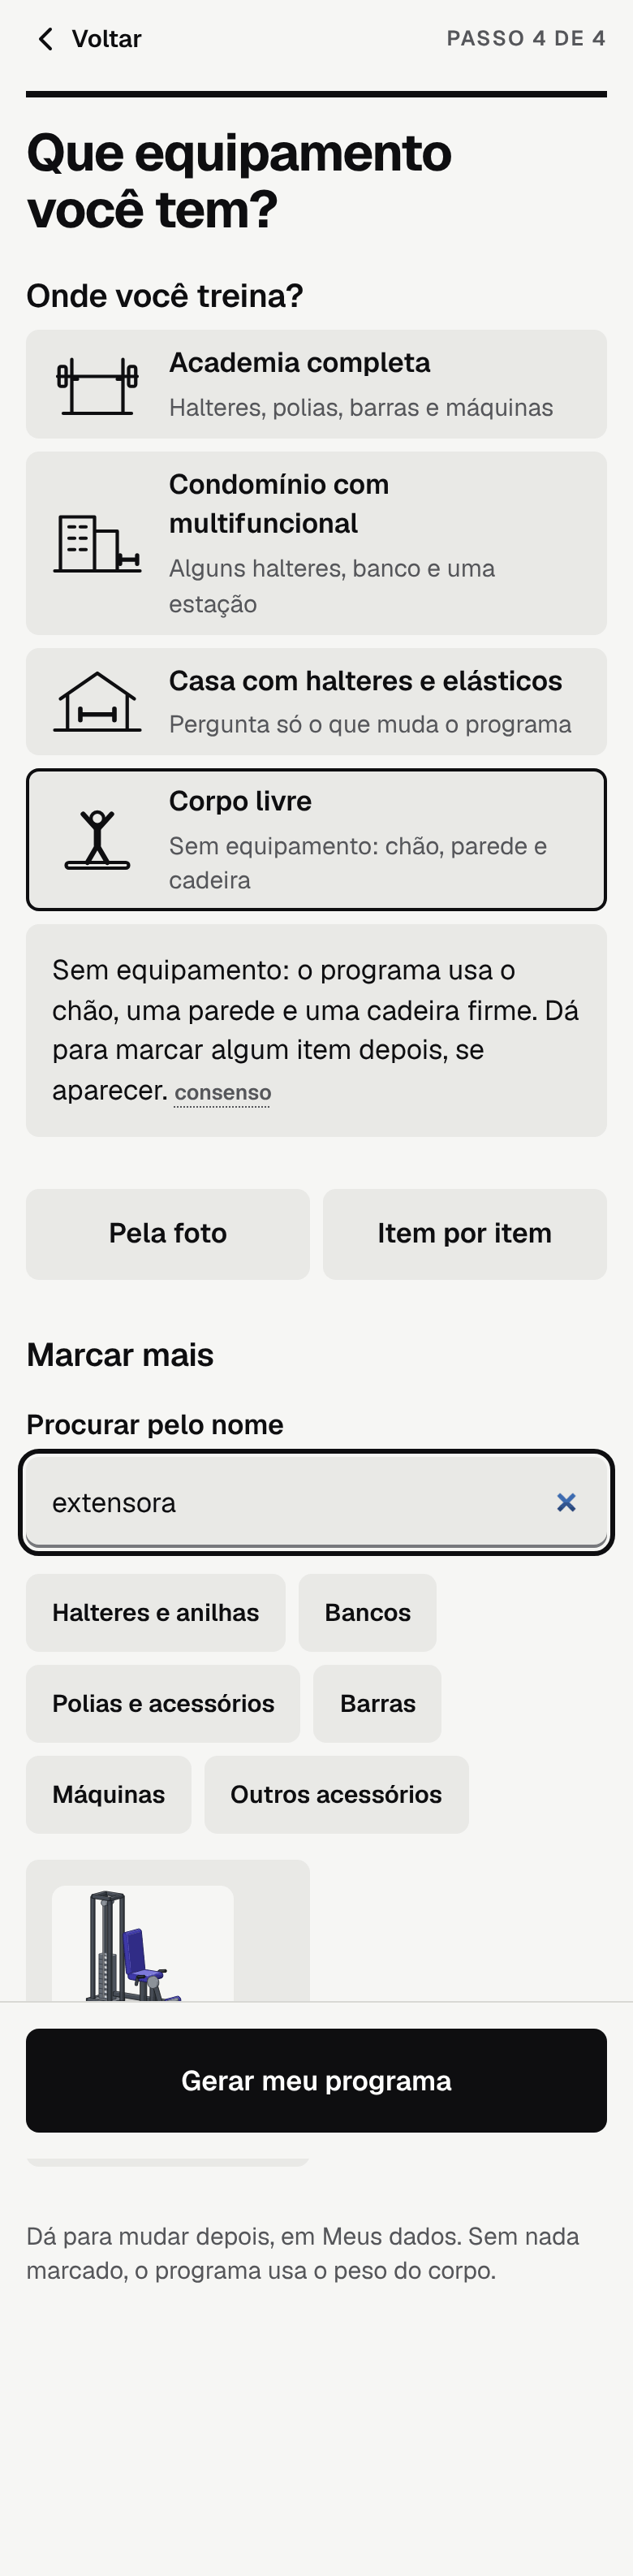 Voltar
PASSO 4 DE 4
Que equipamento
você tem?
Onde você treina?
Academia completa
Halteres, polias, barras e máquinas
Condomínio com
multifuncional
Alguns halteres, banco e uma
estação
Casa com halteres e elásticos
Pergunta só o que muda o programa
Corpo livre
Sem equipamento: chão, parede e
cadeira
Sem equipamento: o programa usa o
chão, uma parede e uma cadeira firme. Dá
para marcar algum item depois, se
aparecer. consenso
Pela foto
Item por item
Marcar mais
Procurar pelo nome
extensora
Halteres e anilhas
Bancos
Polias e acessórios
Barras
Máquinas
Outros acessórios
Gerar meu programa
Dá para mudar depois, em Meus dados. Sem nada
marcado, o programa usa o peso do corpo.